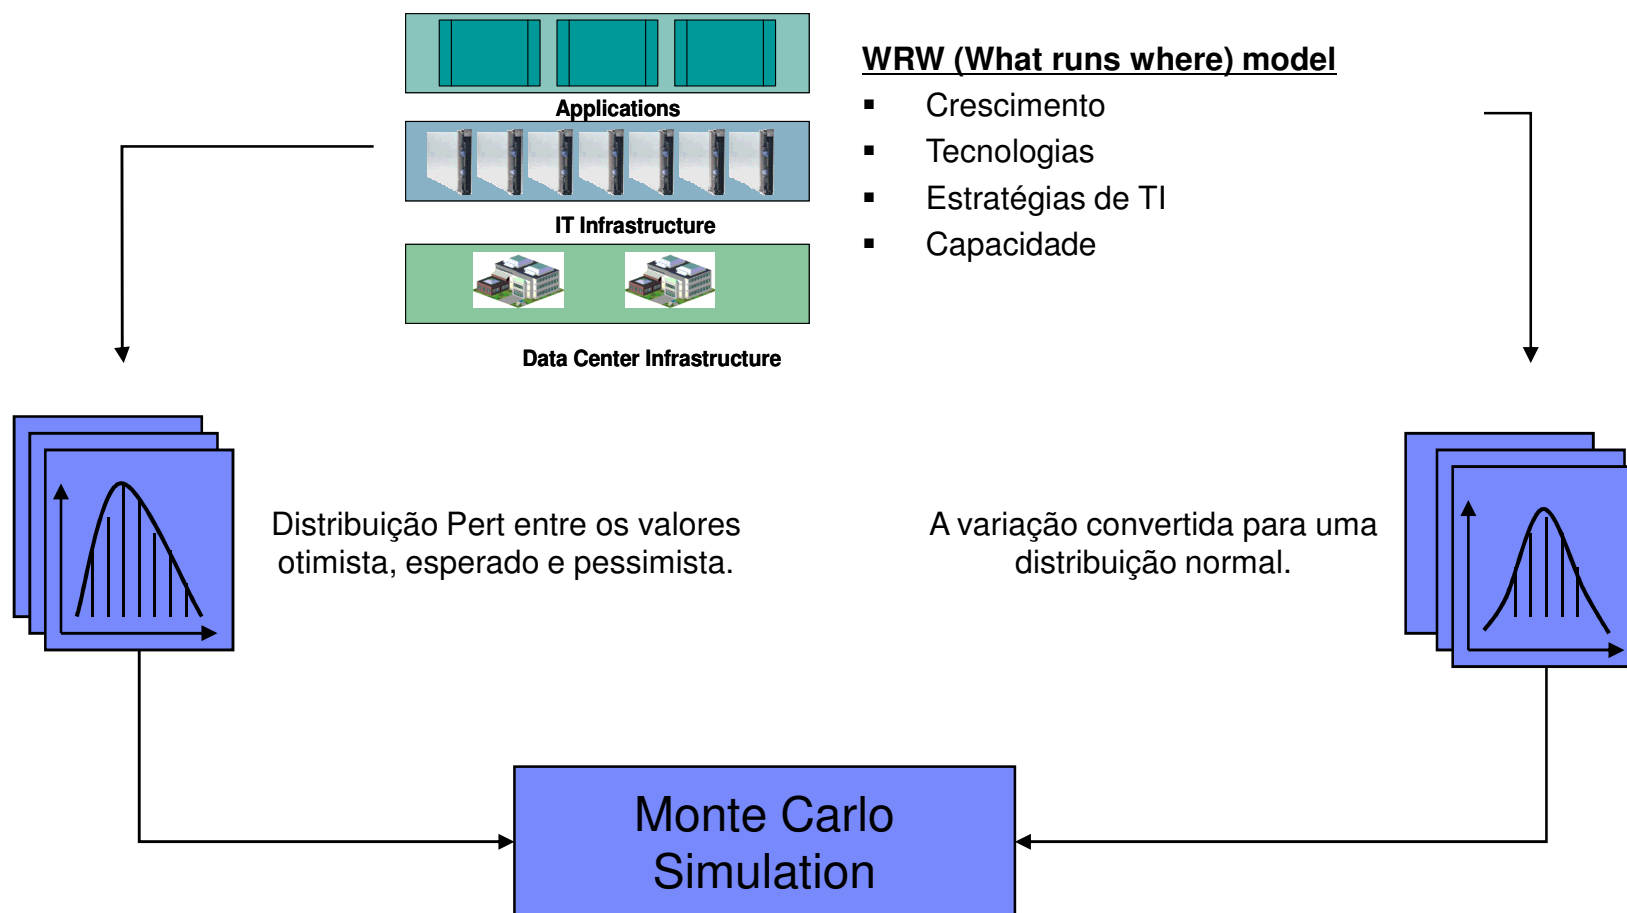 Applications
IT Infrastructure
Data Center Infrastructure
WRW (What runs where) model
▪ Crescimento
▪ Tecnologias
▪ Estratégias de TI
▪ Capacidade
Distribuição Pert entre os valores
otimista, esperado e pessimista.
A variação convertida para uma
distribuição normal.
Monte Carlo
Simulation